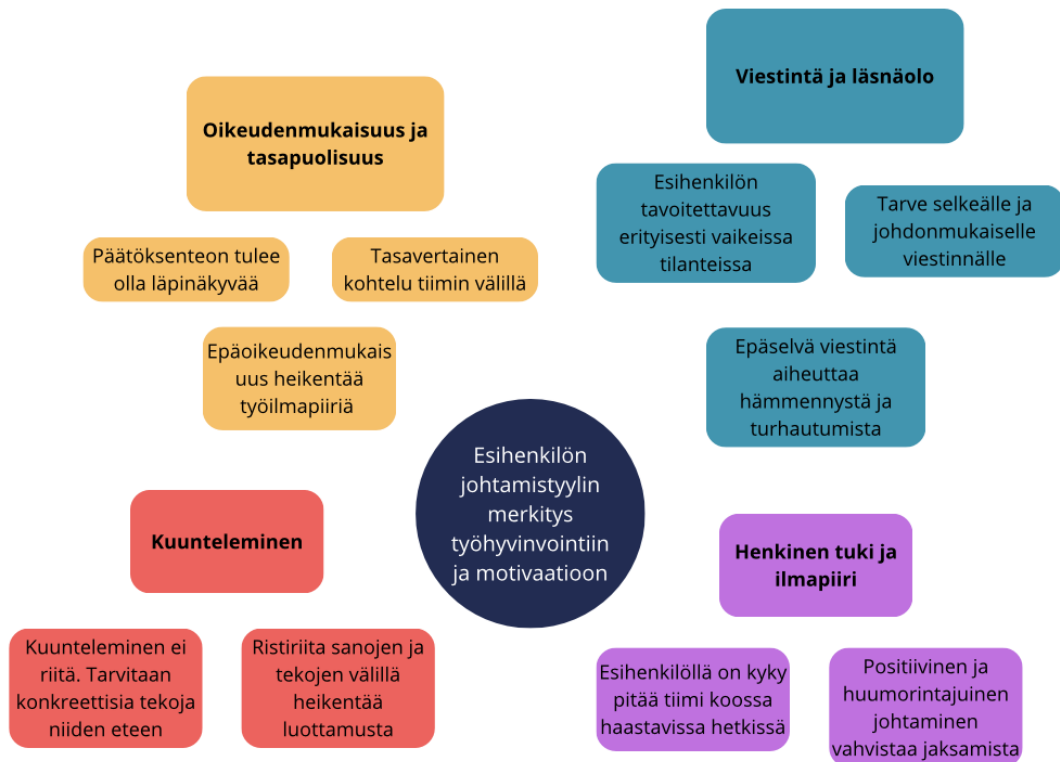 Oikeudenmukaisuus ja
tasapuolisuus
Päätöksenteon tulee
olla läpinäkyvää
Tasavertainen
kohtelu tiimin välillä
Epäoikeudenmukais
uus heikentää
työilmapiiriä
Viestintä ja läsnäolo
Esihenkilön
tavoitettavuus
erityisesti vaikeissa
tilanteissa
Tarve selkeälle ja
johdonmukaiselle
viestinnälle
Epäselvä viestintä
aiheuttaa
hämmennystä ja
turhautumista
Esihenkilön
johtamistyylin
merkitys
työhyvinvointiin
ja motivaatioon
Kuunteleminen
Kuunteleminen ei
riitä. Tarvitaan
konkreettisia tekoja
niiden eteen
Ristiriita sanojen ja
tekojen välillä
heikentää
luottamusta
Henkinen tuki ja
ilmapiiri
Esihenkilöllä on kyky
pitää tiimi koossa
haastavissa hetkissä
Positiivinen ja
huumorintajuinen
johtaminen
vahvistaa jaksamista